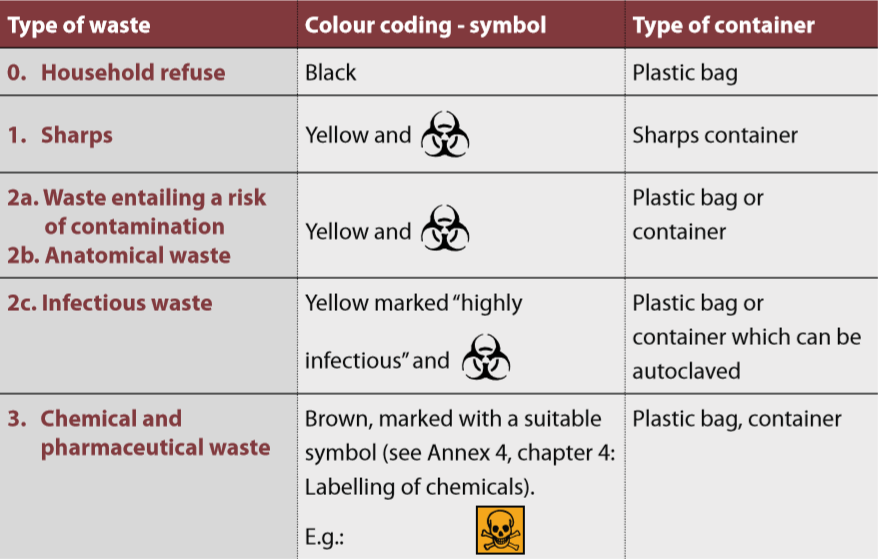 Type of waste
Colour coding - symbol
Type of container
0. Household refuse
Black
Plastic bag
1. Sharps
Yellow and
Sharps container
2a. Waste entailing a risk
of contamination
2b. Anatomical waste
Yellow and
Plastic bag or
container
2c. Infectious waste
Yellow marked “highly
infectious” and
Plastic bag or
container which can be
autoclaved
3. Chemical and
pharmaceutical waste
Brown, marked with a suitable
symbol (see Annex 4, chapter 4:
Labelling of chemicals).
E.g.:
Plastic bag, container